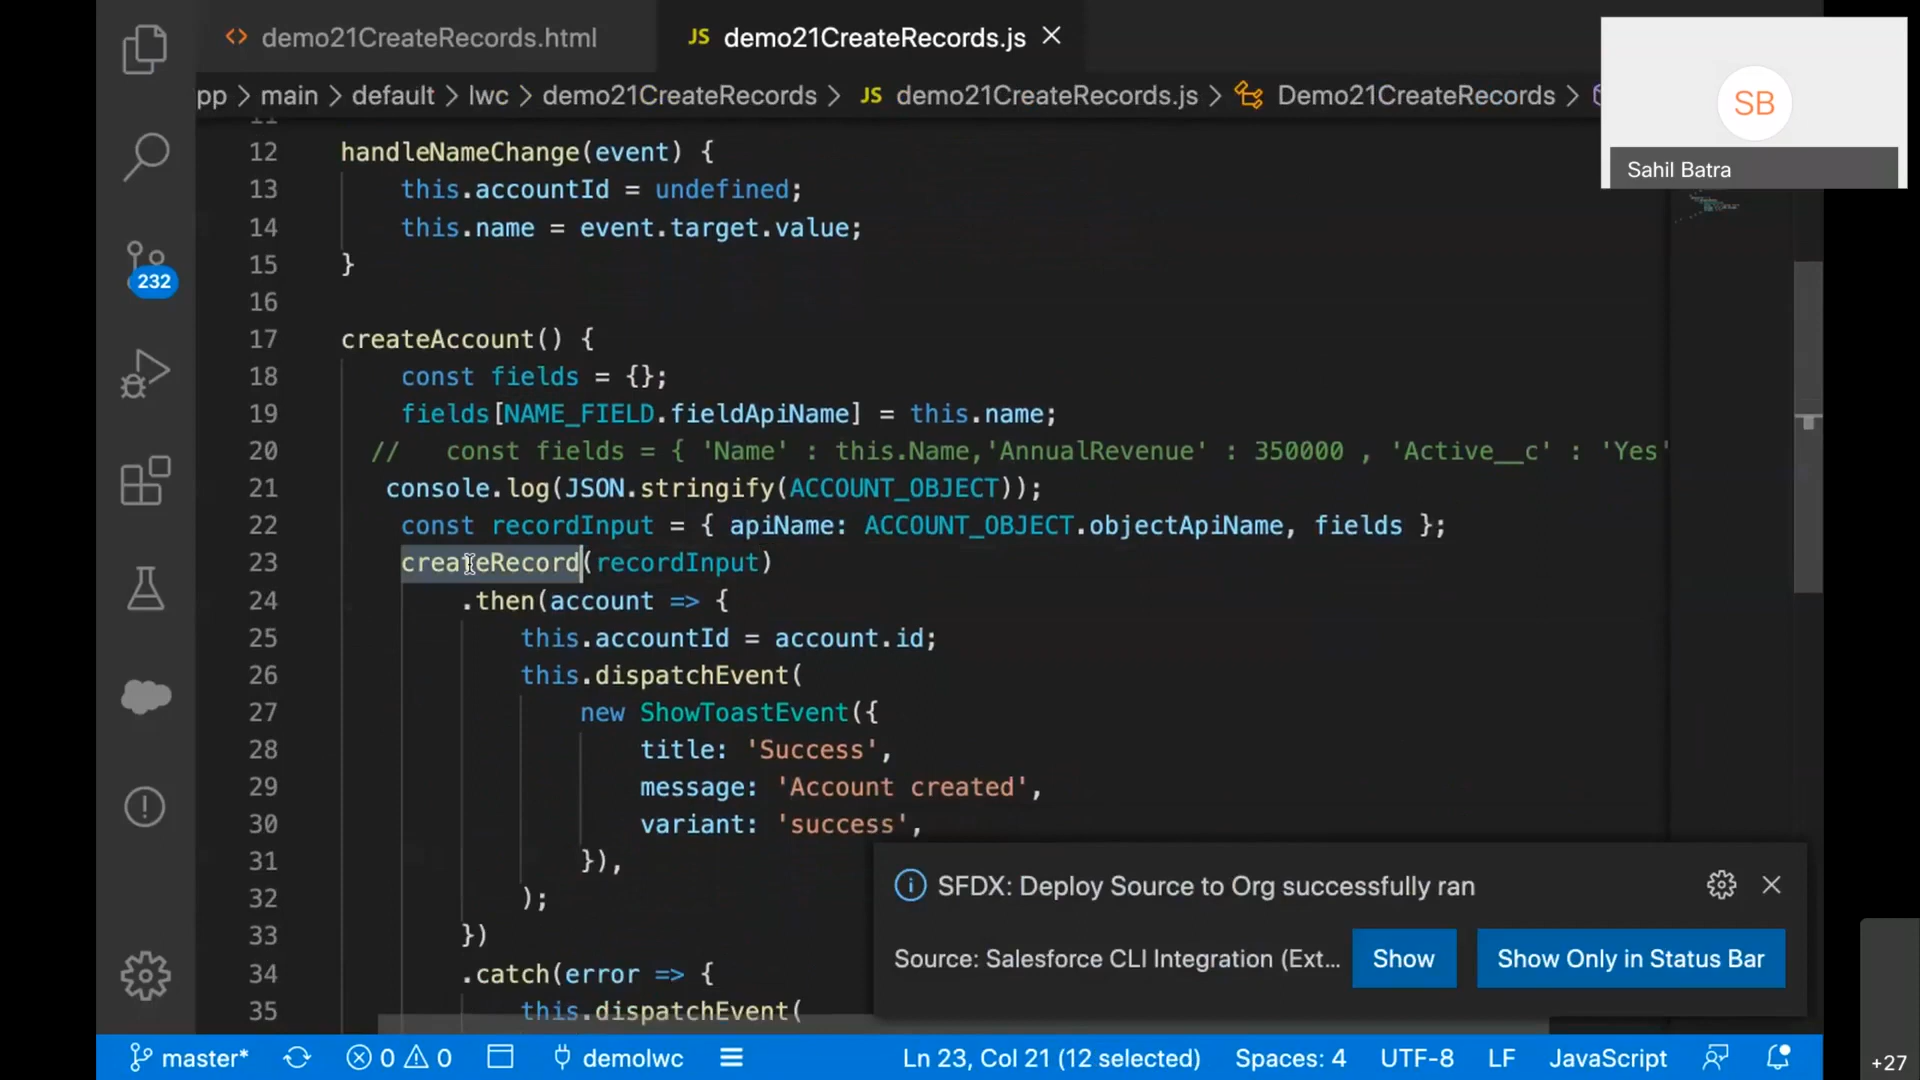 demo21CreateRecords.html
JS demo21CreateRecords.js
pp > main > default > lwc > demo21CreateRecords > JS demo21CreateRecords.js > Demo21CreateRecords >
SB
Sahil Batra
11
12 handleNameChange(event) {
13 this.accountId = undefined;
14 this.name = event.target.value;
15 }
16
17 createAccount() {
18 const fields = {};
19 fields[NAME_FIELD.fieldApiName] = this.name;
20 // const fields = { 'Name' : this.Name,'AnnualRevenue' : 350000 , 'Active__c' : 'Yes'
21 console.log(JSON.stringify(ACCOUNT_OBJECT));
22 const recordInput = { apiName: ACCOUNT_OBJECT.objectApiName, fields };
23 createRecord(recordInput)
24 .then(account => {
25 this.accountId = account.id;
26 this.dispatchEvent(
27 new ShowToastEvent({
28 title: 'Success',
29 message: 'Account created',
30 variant: 'success',
31 }),
32 );
33 })
34 .catch(error => {
35 this.dispatchEvent(
232
SFDX: Deploy Source to Org successfully ran
Source: Salesforce CLI Integration (Ext...
Show
Show Only in Status Bar
master* 0 0 demolwc Ln 23, Col 21 (12 selected) Spaces: 4 UTF-8 LF JavaScript
+27